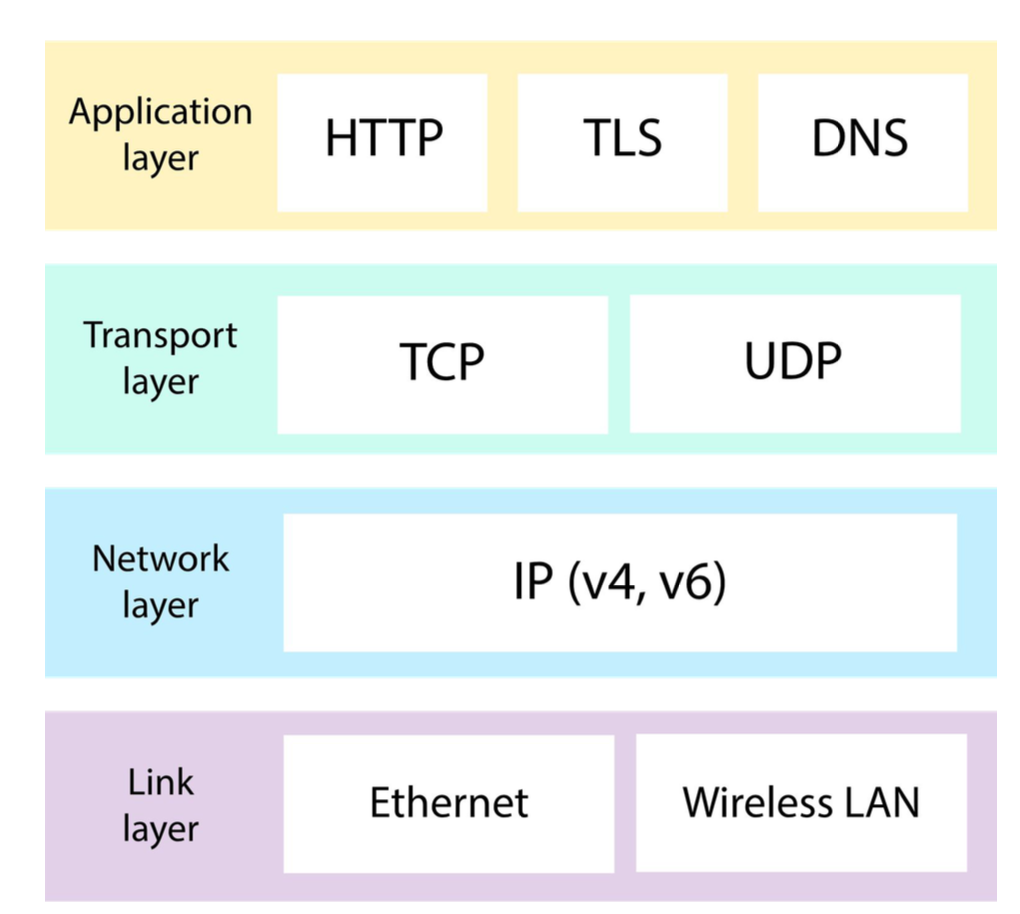 Application
layer
HTTP
TLS
DNS
Transport
layer
TCP
UDP
Network
layer
IP (v4, v6)
Link
layer
Ethernet
Wireless LAN